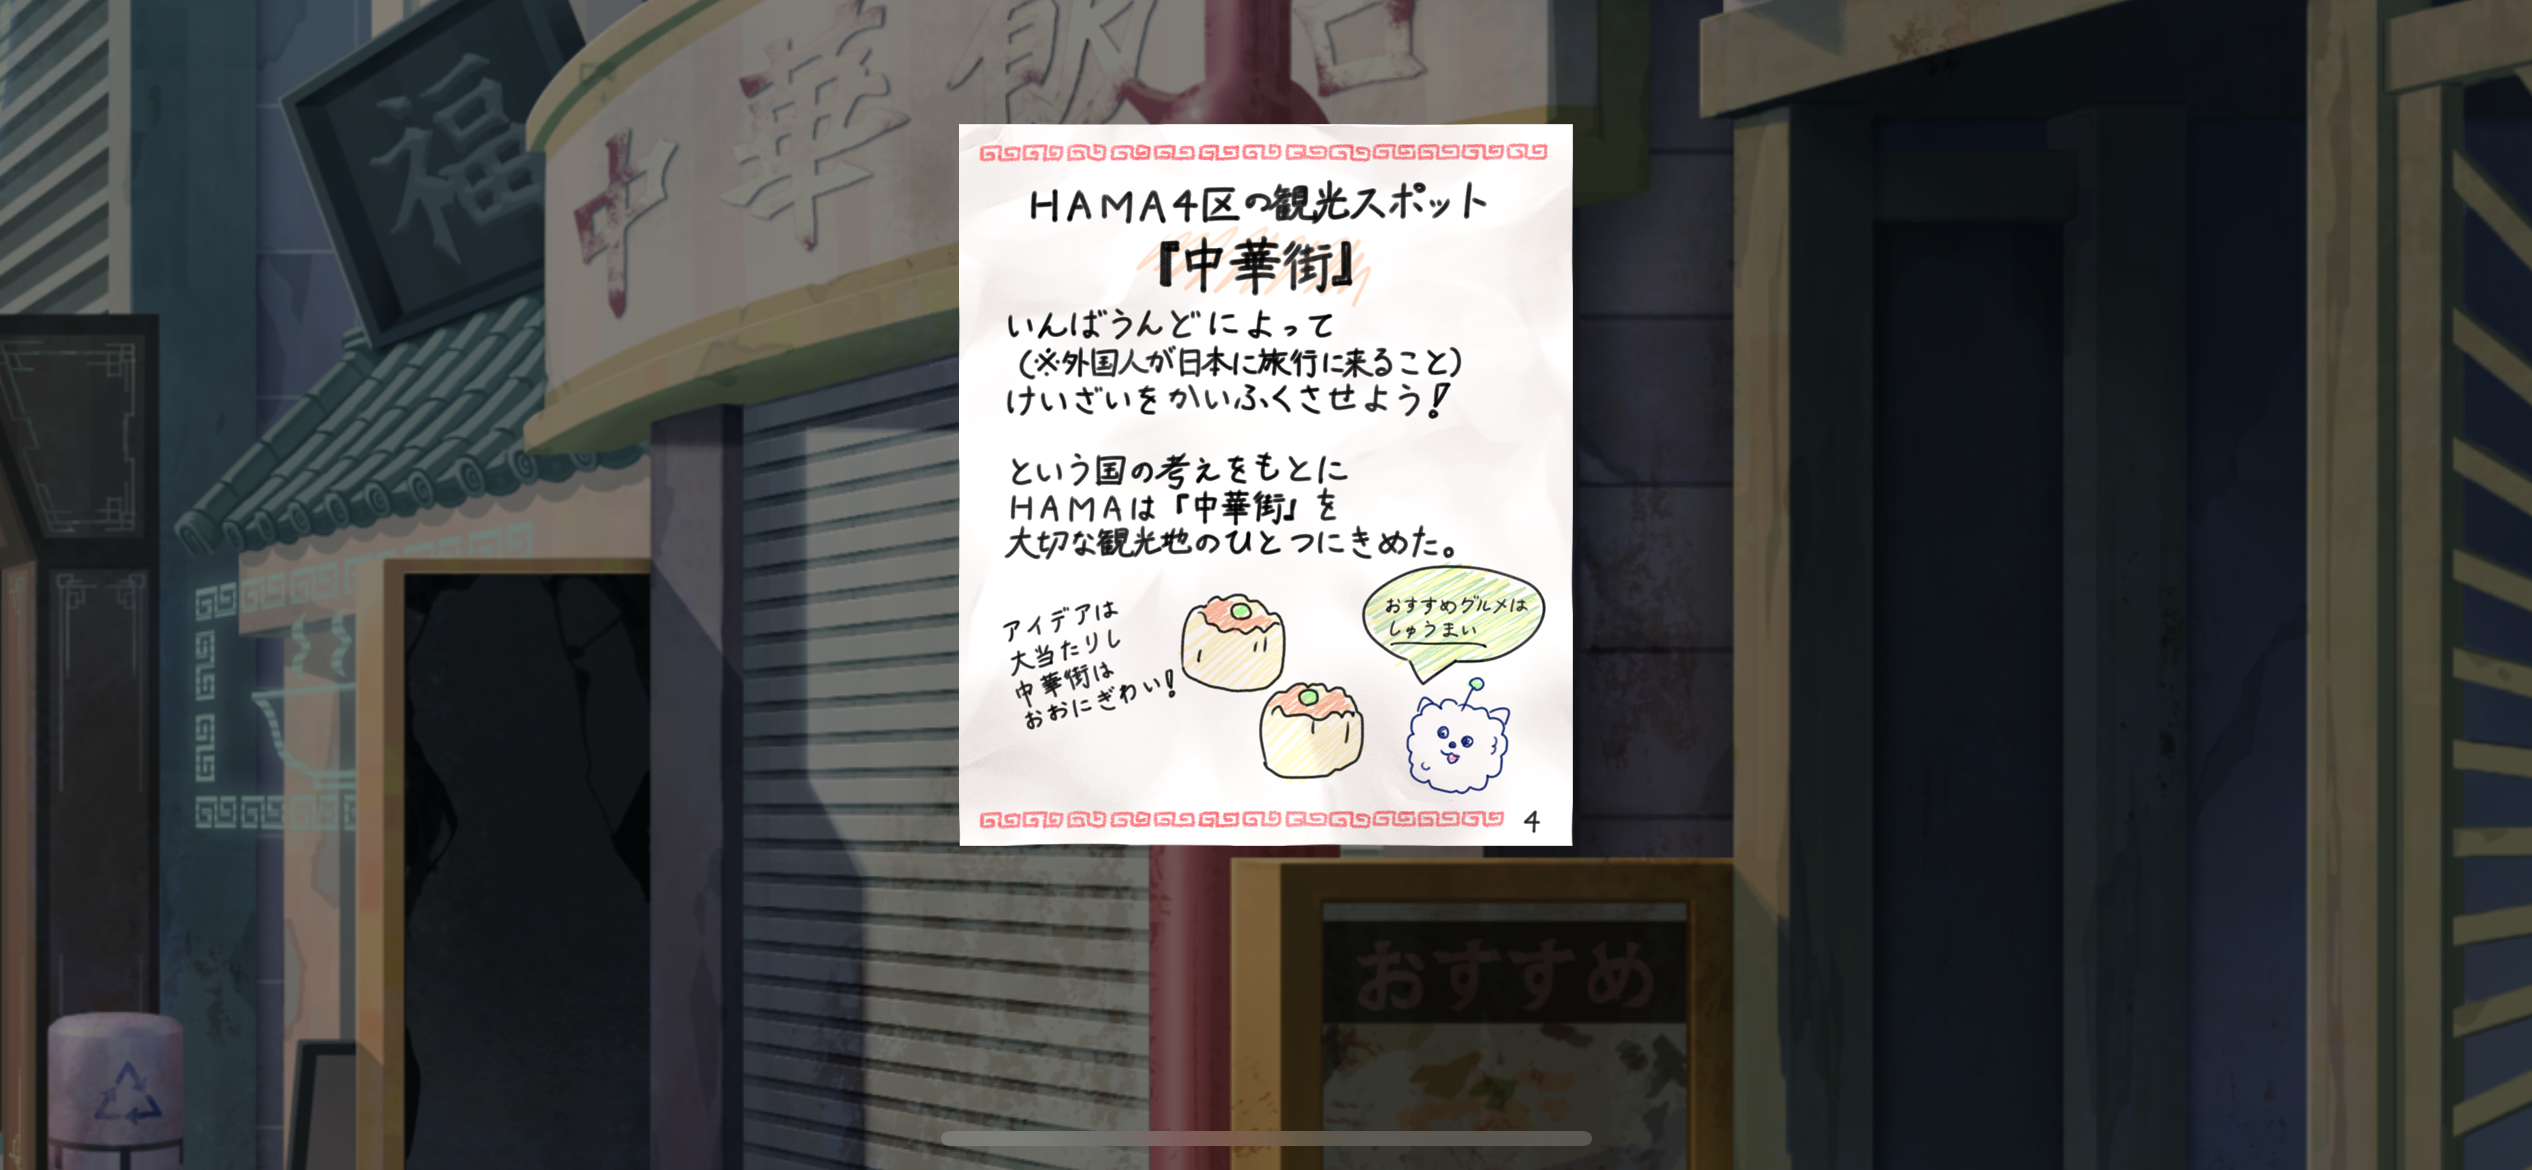 福
中華飯店
HAMA4区の観光スポット
『中華街』
いんばうんどによって
(※外国人が日本に旅行に来ること)
けいざいをかいふくさせよう!
という国の考えをもとに
HAMAは『中華街』を
大切な観光地のひとつにきめた。
アイデアは
大当たりし
中華街は
おおにぎわい!
おすすめグルメは
しゅうまい
4
おすすめ